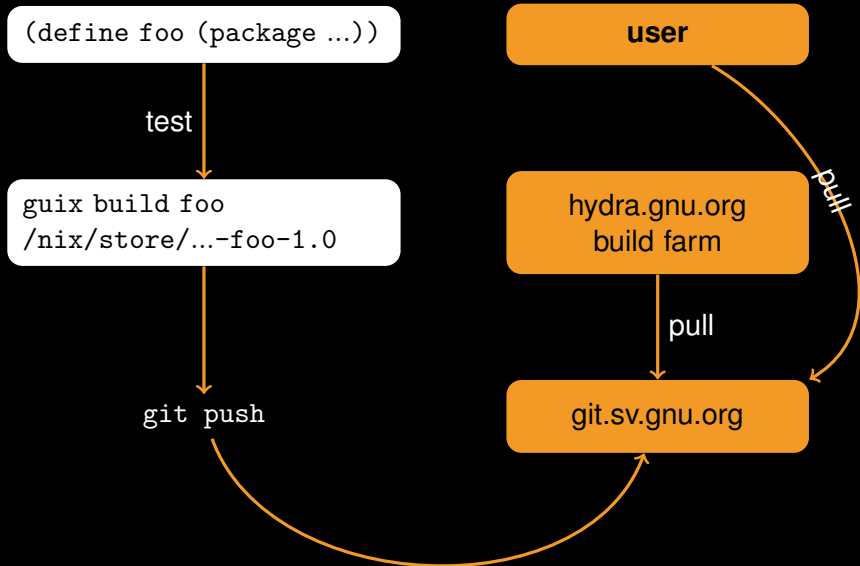 (define foo (package ...))
user
test
pull
guix build foo
/nix/store/...-foo-1.0
hydra.gnu.org
build farm
pull
git push
git.sv.gnu.org